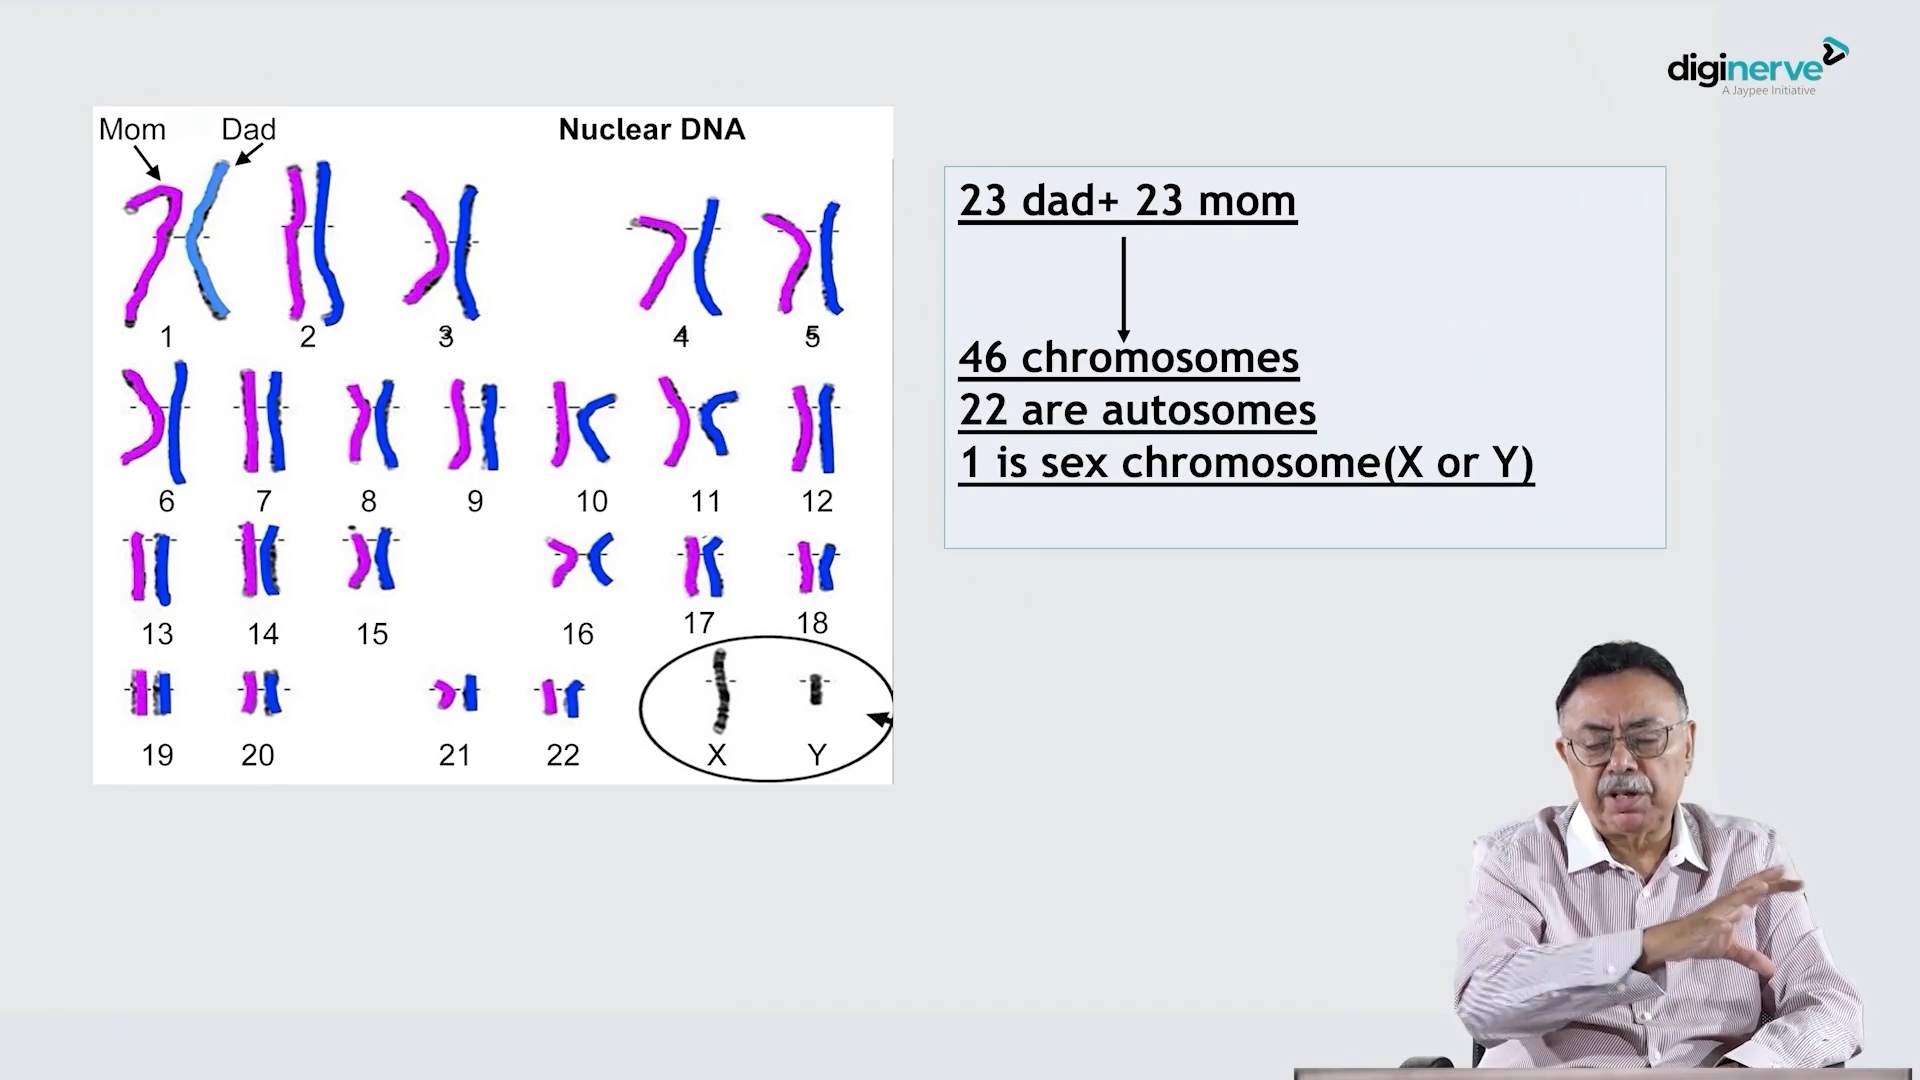 diginerve
A Jaypee Initiative
Mom Dad Nuclear DNA
1 2 3 4 5
6 7 8 9 10 11 12
13 14 15 16 17 18
19 20 21 22 X Y
23 dad+ 23 mom
46 chromosomes
22 are autosomes
1 is sex chromosome(X or Y)